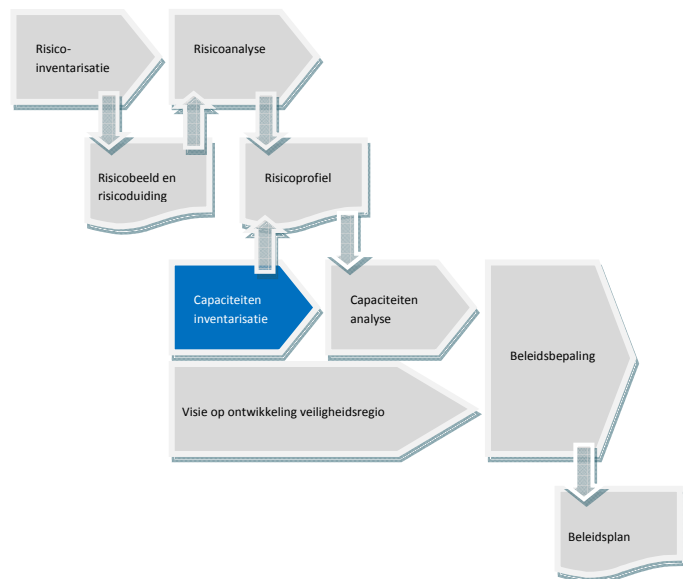 Risico-
inventarisatie
Risicoanalyse
Risicobeeld en
risicoduiding
Risicoprofiel
Capaciteiten
inventarisatie
Capaciteiten
analyse
Beleidsbepaling
Visie op ontwikkeling veiligheidsregio
Beleidsplan